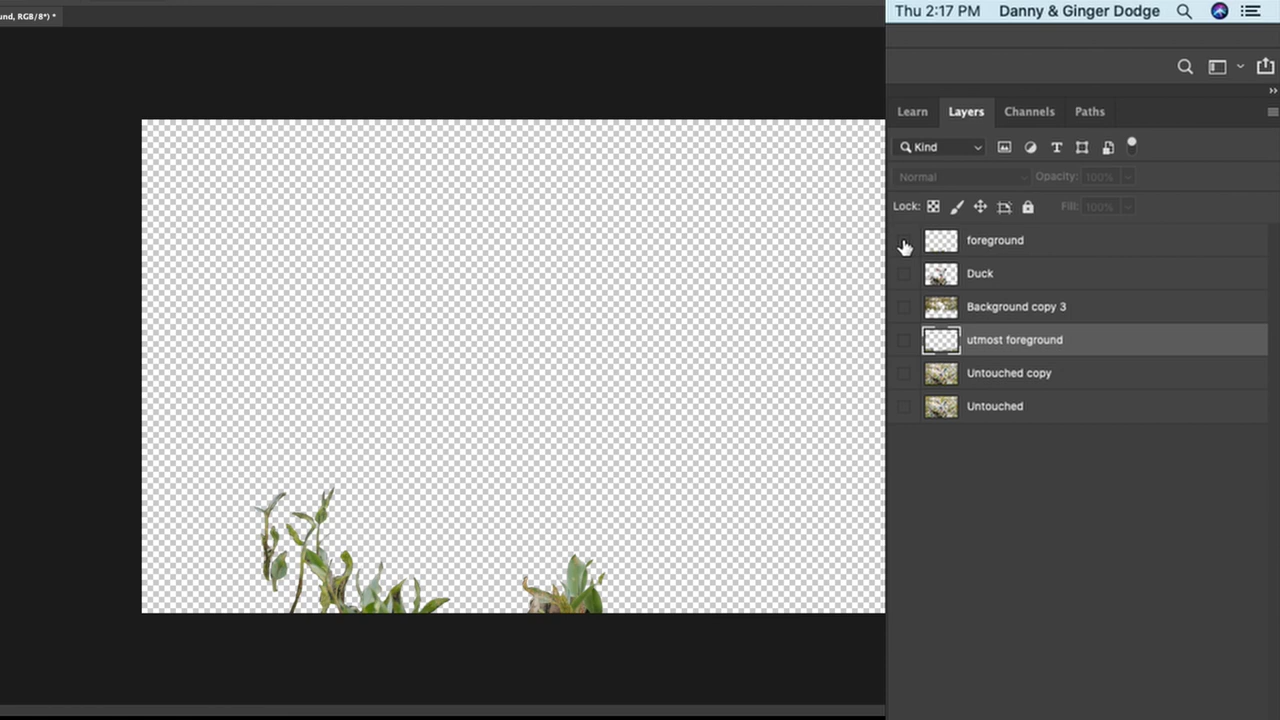 und, RGB/8*) *
Thu 2:17 PM Danny & Ginger Dodge
Learn Layers Channels Paths
Kind
Normal Opacity: 100%
Lock: Fill: 100%
foreground
Duck
Background copy 3
utmost foreground
Untouched copy
Untouched